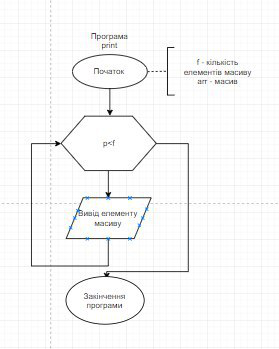 Програма
print
Початок
f - кількість
елементів масиву
arr - масив
p<f
Вивід елементу
масиву
Закінчення
програми